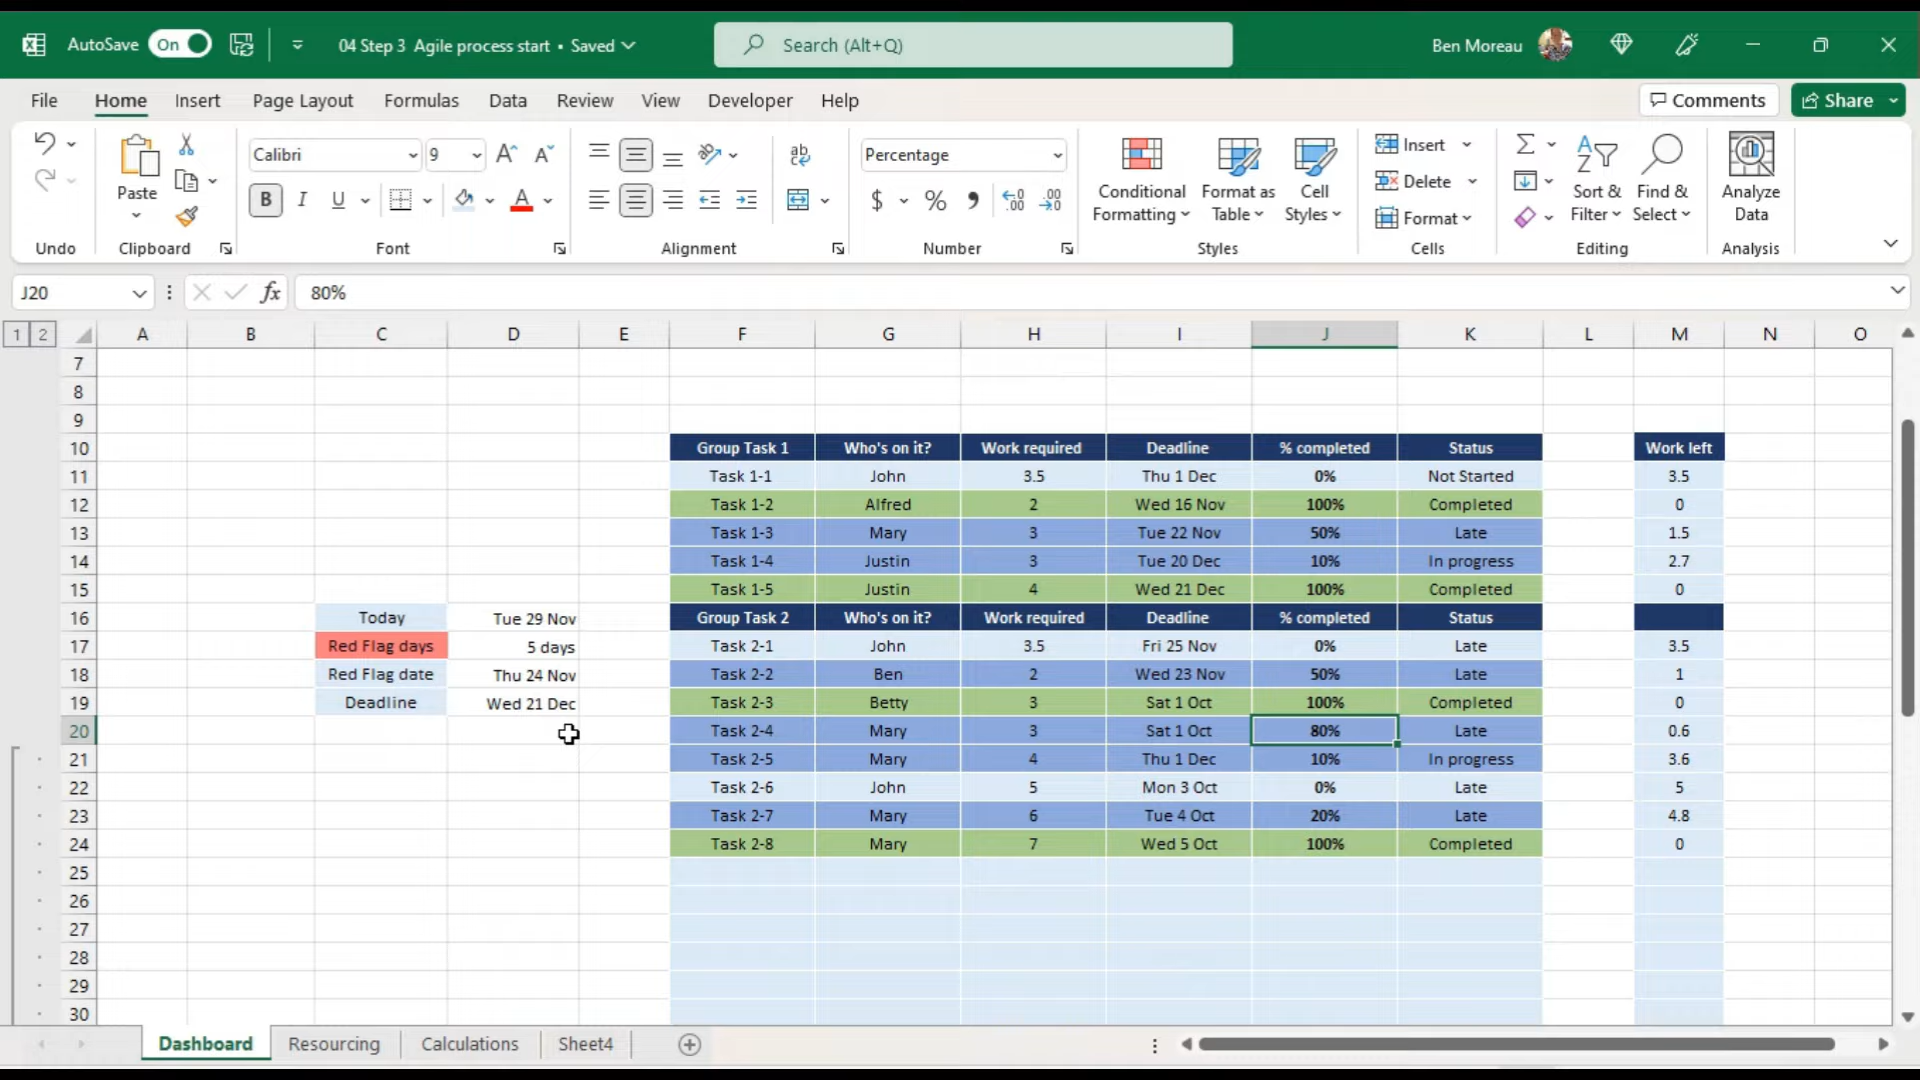 AutoSave On 04 Step 3 Agile process start • Saved Search (Alt+Q) Ben Moreau
File Home Insert Page Layout Formulas Data Review View Developer Help Comments Share
Paste
Calibri 9
B I U A
ab
Percentage
$ % 9
Conditional Formatting
Format as Table
Cell Styles
Insert
Delete
Format
Sort & Filter
Find & Select
Analyze Data
Undo Clipboard Font Alignment Number Styles Cells Editing Analysis
J20 fx 80%
1 2 A B C D E F G H I J K L M N O
7
8
9
10 Group Task 1 Who's on it? Work required Deadline % completed Status Work left
11 Task 1-1 John 3.5 Thu 1 Dec 0% Not Started 3.5
12 Task 1-2 Alfred 2 Wed 16 Nov 100% Completed 0
13 Task 1-3 Mary 3 Tue 22 Nov 50% Late 1.5
14 Task 1-4 Justin 3 Tue 20 Dec 10% In progress 2.7
15 Task 1-5 Justin 4 Wed 21 Dec 100% Completed 0
16 Today Tue 29 Nov Group Task 2 Who's on it? Work required Deadline % completed Status
17 Red Flag days 5 days Task 2-1 John 3.5 Fri 25 Nov 0% Late 3.5
18 Red Flag date Thu 24 Nov Task 2-2 Ben 2 Wed 23 Nov 50% Late 1
19 Deadline Wed 21 Dec Task 2-3 Betty 3 Sat 1 Oct 100% Completed 0
20 Task 2-4 Mary 3 Sat 1 Oct 80% Late 0.6
21 Task 2-5 Mary 4 Thu 1 Dec 10% In progress 3.6
22 Task 2-6 John 5 Mon 3 Oct 0% Late 5
23 Task 2-7 Mary 6 Tue 4 Oct 20% Late 4.8
24 Task 2-8 Mary 7 Wed 5 Oct 100% Completed 0
25
26
27
28
29
30
Dashboard Resourcing Calculations Sheet4